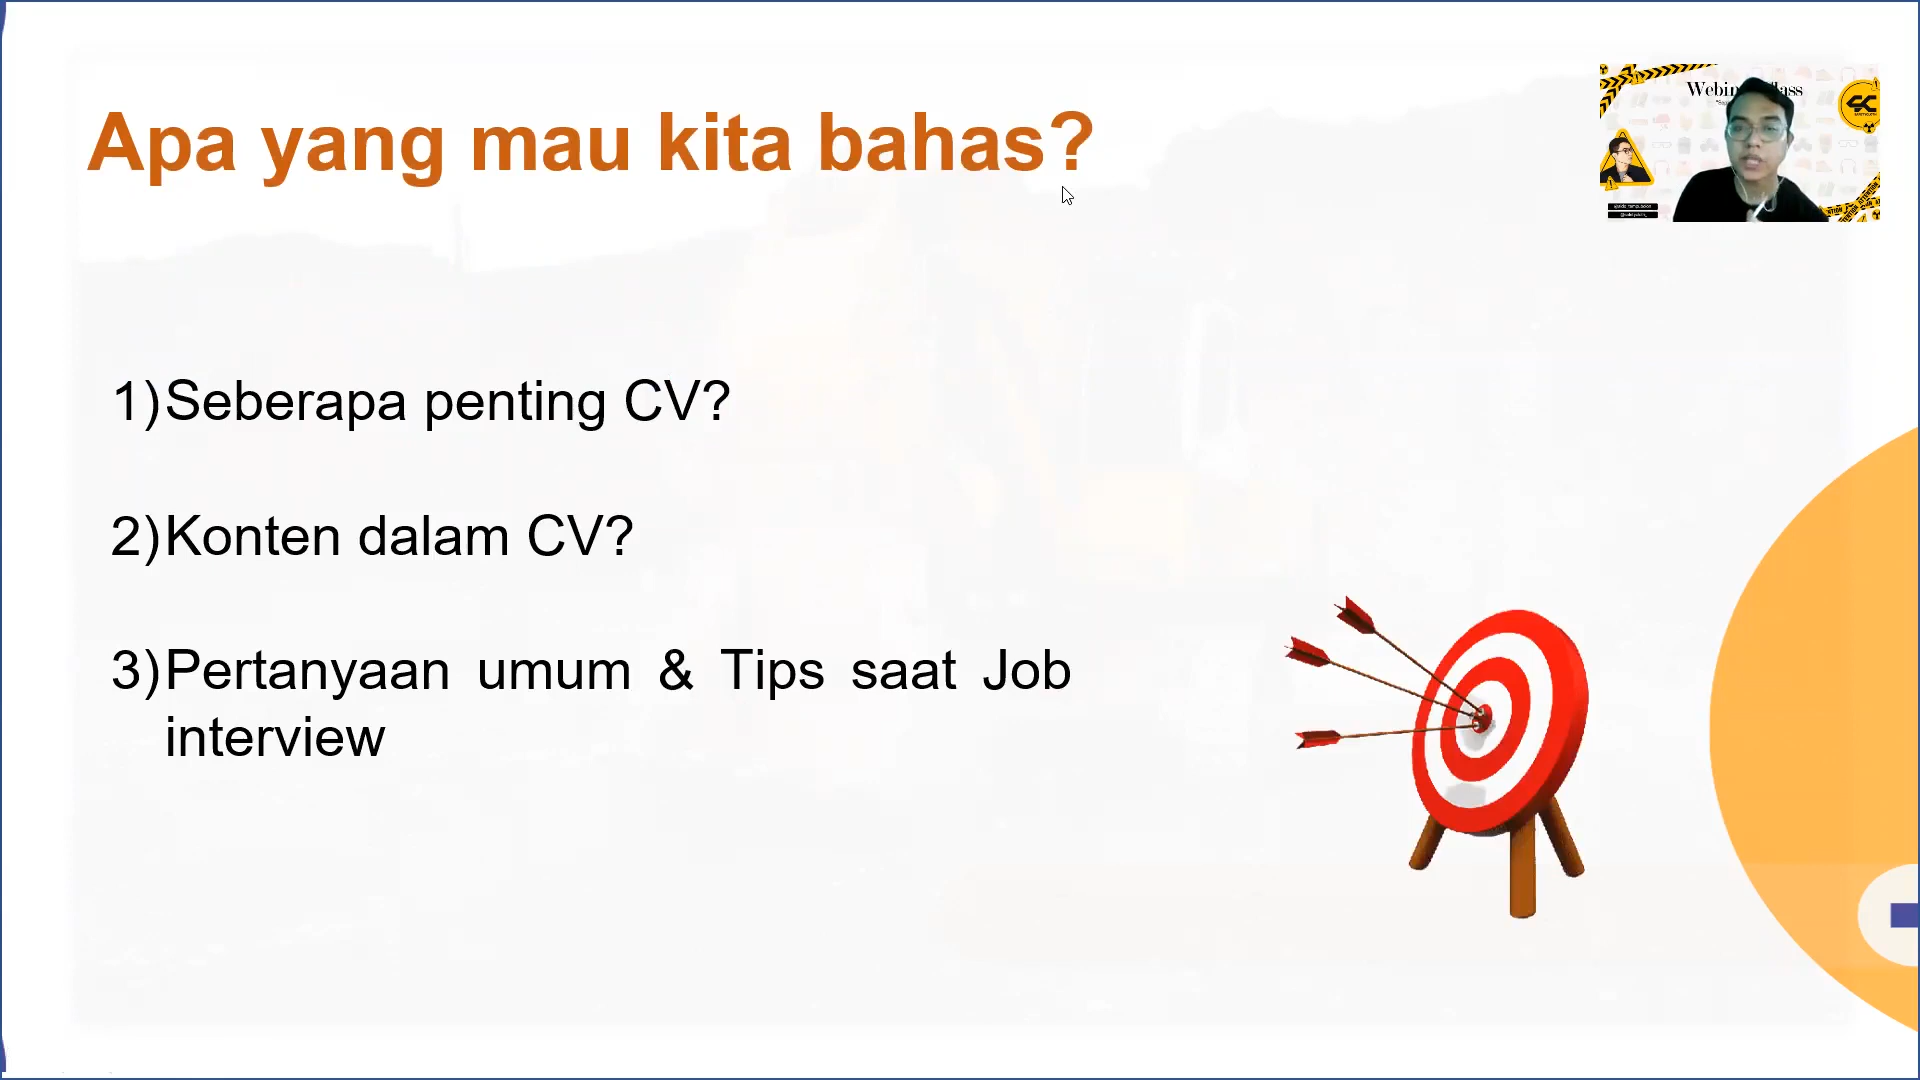 Apa yang mau kita bahas?
1) Seberapa penting CV?
2) Konten dalam CV?
3) Pertanyaan umum & Tips saat Job
interview